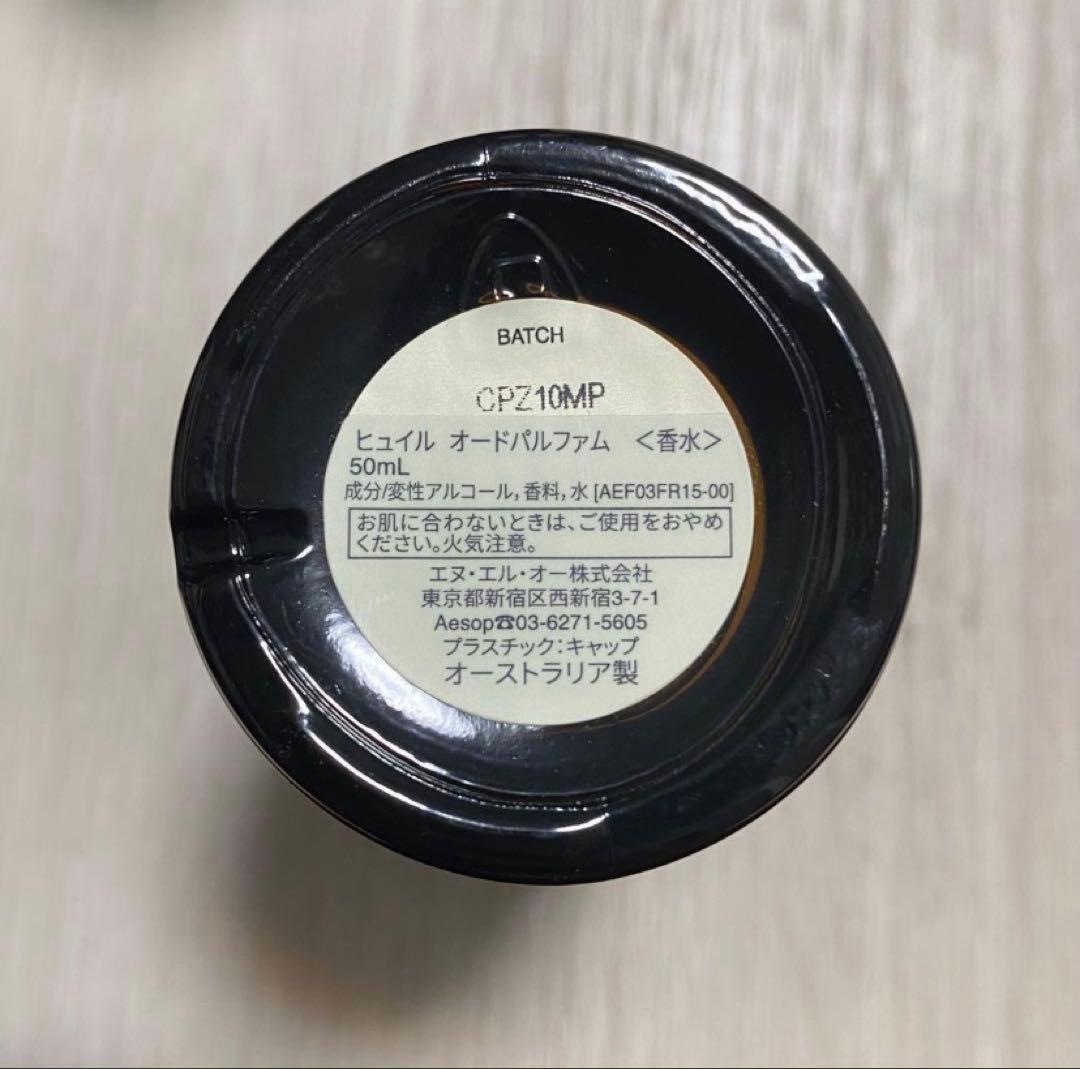 BATCH
CPZ10MP
ヒュイル オードパルファム <香水>
50mL
成分/変性アルコール,香料,水 [AEF03FR15-00]
お肌に合わないときは、ご使用をおやめ
ください。火気注意。
エヌ・エル・オー株式会社
東京都新宿区西新宿3-7-1
Aesop☎03-6271-5605
プラスチック:キャップ
オーストラリア製